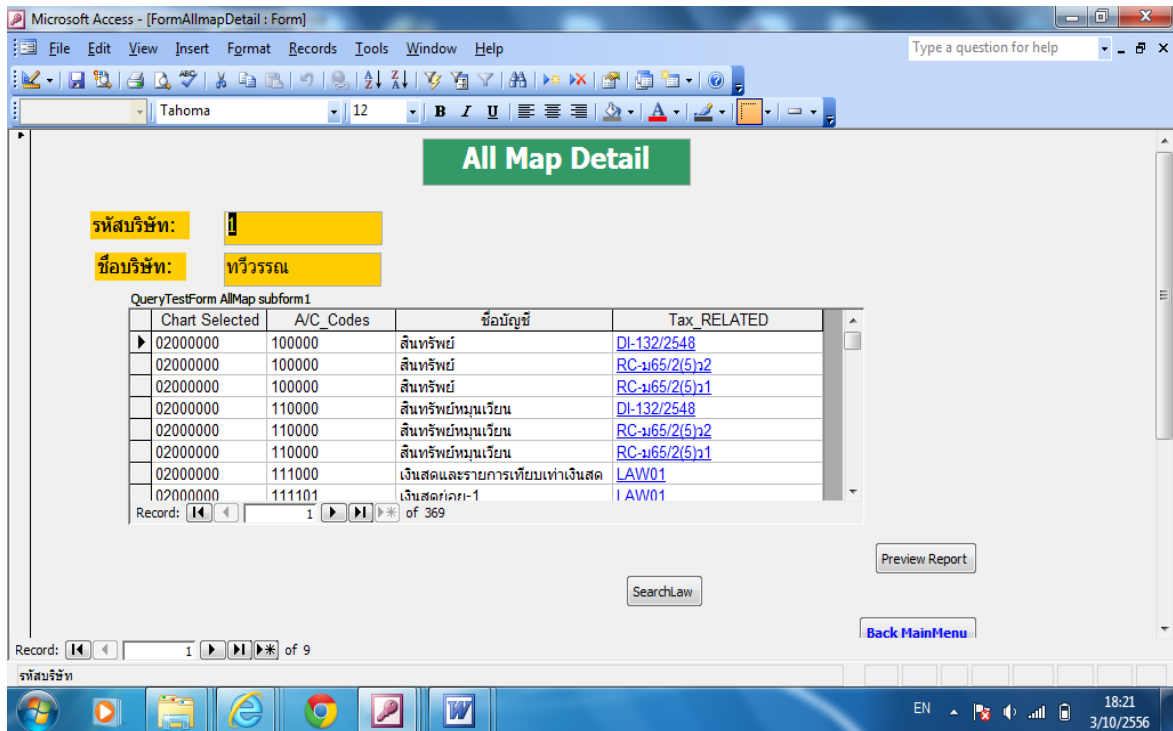 Microsoft Access - [FormAllmapDetail : Form]
File Edit View Insert Format Records Tools Window Help Type a question for help
Tahoma 12 B I U A
All Map Detail
รหัสบริษัท: 1
ชื่อบริษัท: ทวีวรรณ
QueryTestForm AllMap subform1
Chart Selected A/C_Codes ชื่อบัญชี Tax_RELATED
02000000 100000 สินทรัพย์ DI-132/2548
02000000 100000 สินทรัพย์ RC-ม65/2(5)ว2
02000000 100000 สินทรัพย์ RC-ม65/2(5)ว1
02000000 110000 สินทรัพย์หมุนเวียน DI-132/2548
02000000 110000 สินทรัพย์หมุนเวียน RC-ม65/2(5)ว2
02000000 110000 สินทรัพย์หมุนเวียน RC-ม65/2(5)ว1
02000000 111000 เงินสดและรายการเทียบเท่าเงินสด LAW01
02000000 111101 เงินสดย่อย-1 LAW01
Record: 1 of 369
Preview Report
SearchLaw
Back MainMenu
Record: 1 of 9
รหัสบริษัท
EN 18:21
3/10/2556